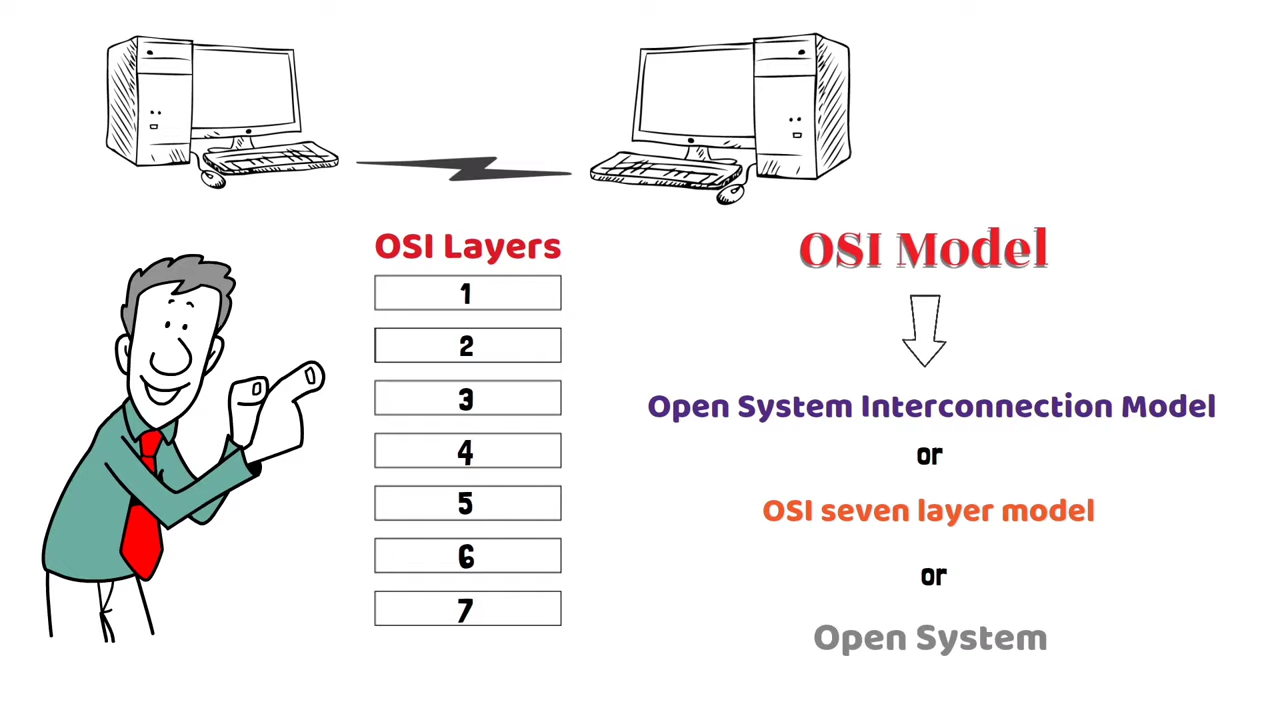 OSI Layers
1
2
3
4
5
6
7
OSI Model
Open System Interconnection Model
or
OSI seven layer model
or
Open System